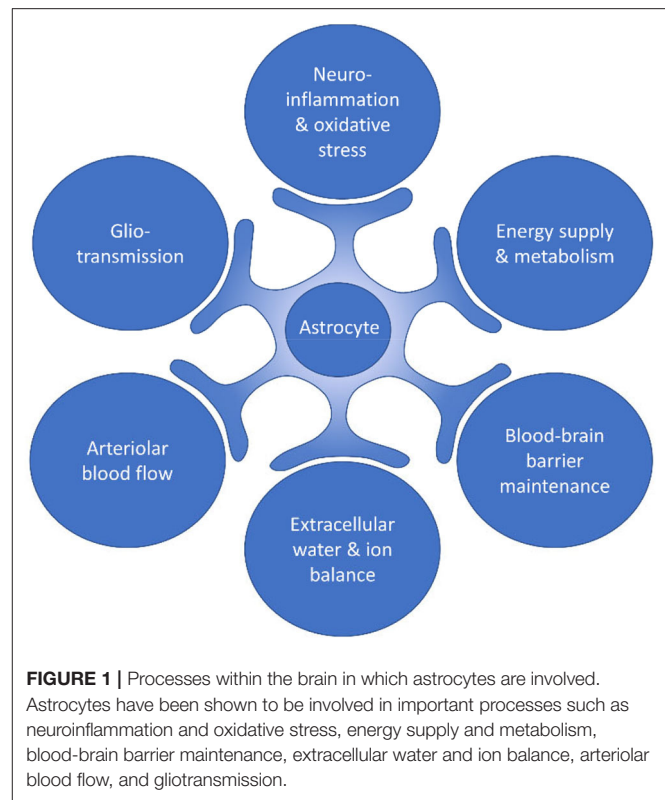 Neuro-
inflammation
& oxidative
stress
Glio-
transmission
Energy supply
& metabolism
Astrocyte
Arteriolar
blood flow
Blood-brain
barrier
maintenance
Extracellular
water & ion
balance
FIGURE 1 | Processes within the brain in which astrocytes are involved.
Astrocytes have been shown to be involved in important processes such as
neuroinflammation and oxidative stress, energy supply and metabolism,
blood-brain barrier maintenance, extracellular water and ion balance, arteriolar
blood flow, and gliotransmission.